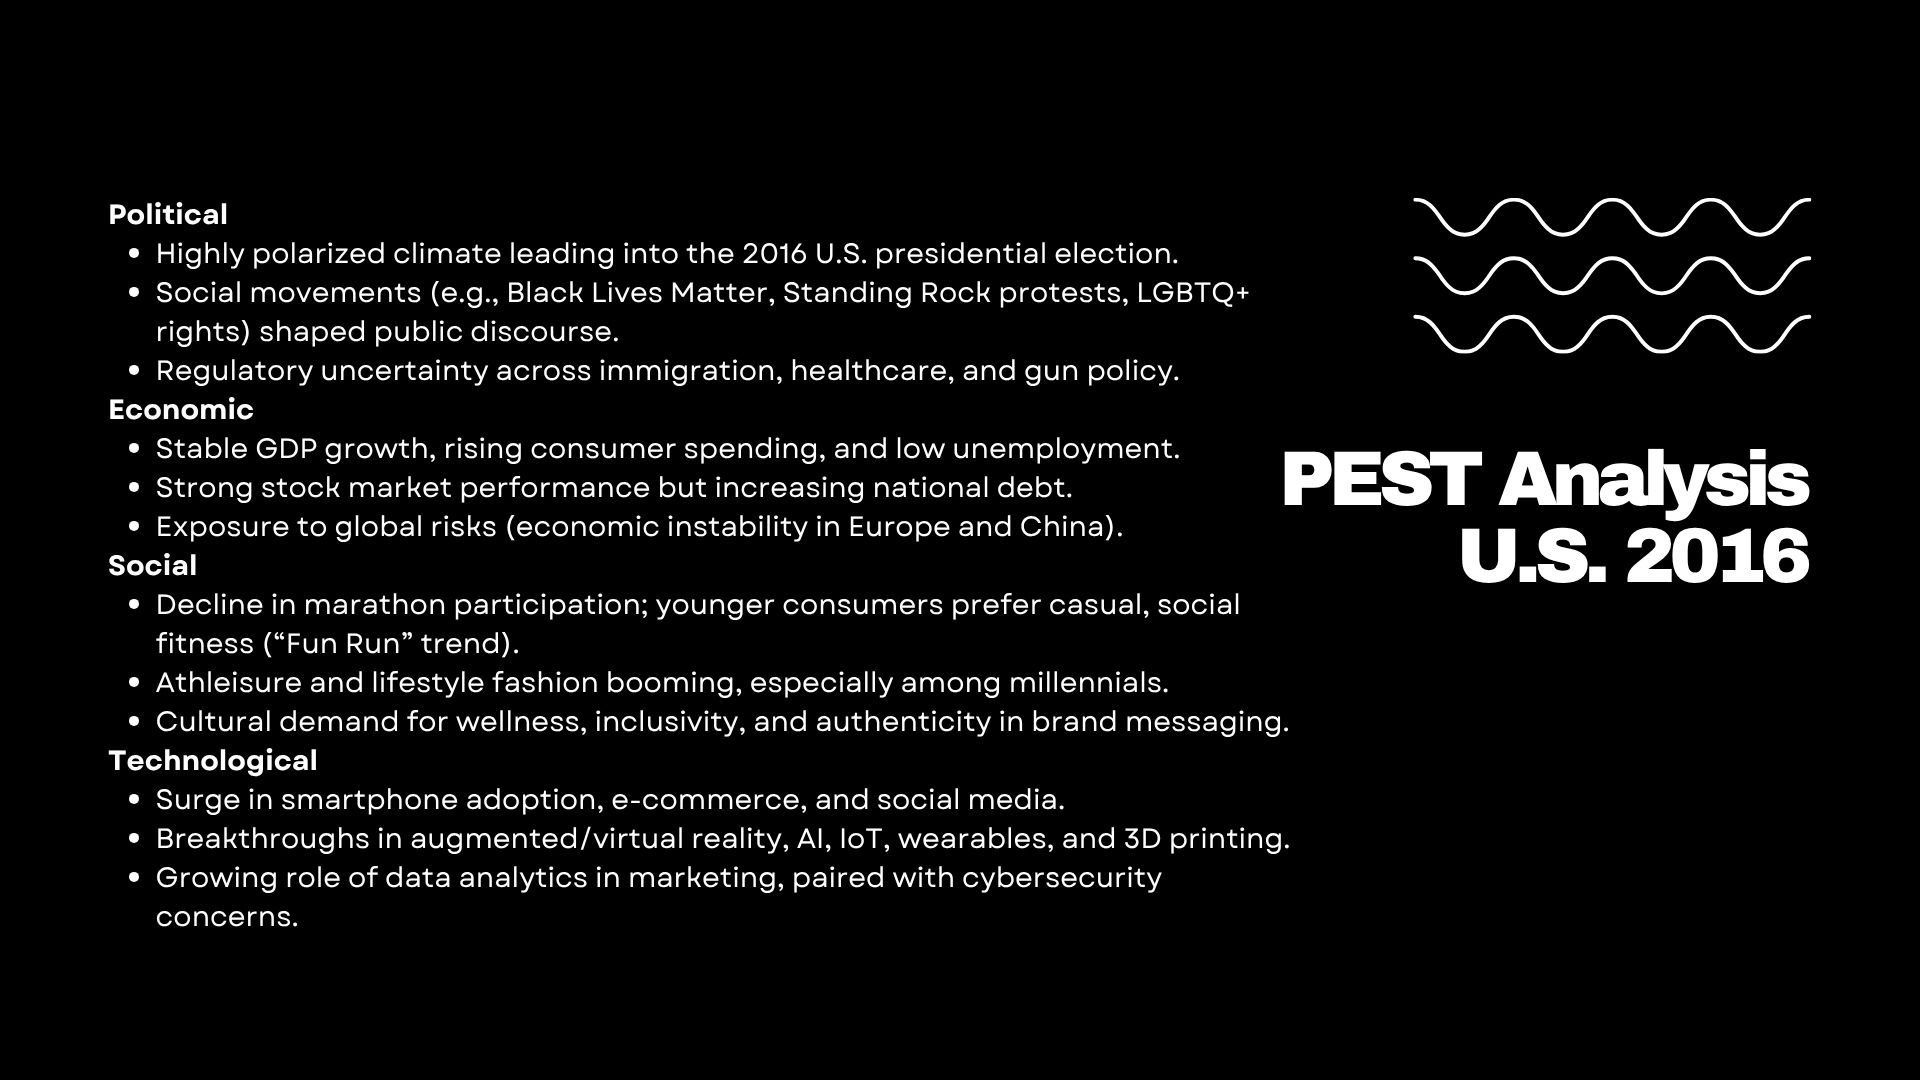 Political
• Highly polarized climate leading into the 2016 U.S. presidential election.
• Social movements (e.g., Black Lives Matter, Standing Rock protests, LGBTQ+
rights) shaped public discourse.
• Regulatory uncertainty across immigration, healthcare, and gun policy.
Economic
• Stable GDP growth, rising consumer spending, and low unemployment.
• Strong stock market performance but increasing national debt.
• Exposure to global risks (economic instability in Europe and China).
Social
• Decline in marathon participation; younger consumers prefer casual, social
fitness (“Fun Run” trend).
• Athleisure and lifestyle fashion booming, especially among millennials.
• Cultural demand for wellness, inclusivity, and authenticity in brand messaging.
Technological
• Surge in smartphone adoption, e-commerce, and social media.
• Breakthroughs in augmented/virtual reality, AI, IoT, wearables, and 3D printing.
• Growing role of data analytics in marketing, paired with cybersecurity
concerns.
PEST Analysis
U.S. 2016